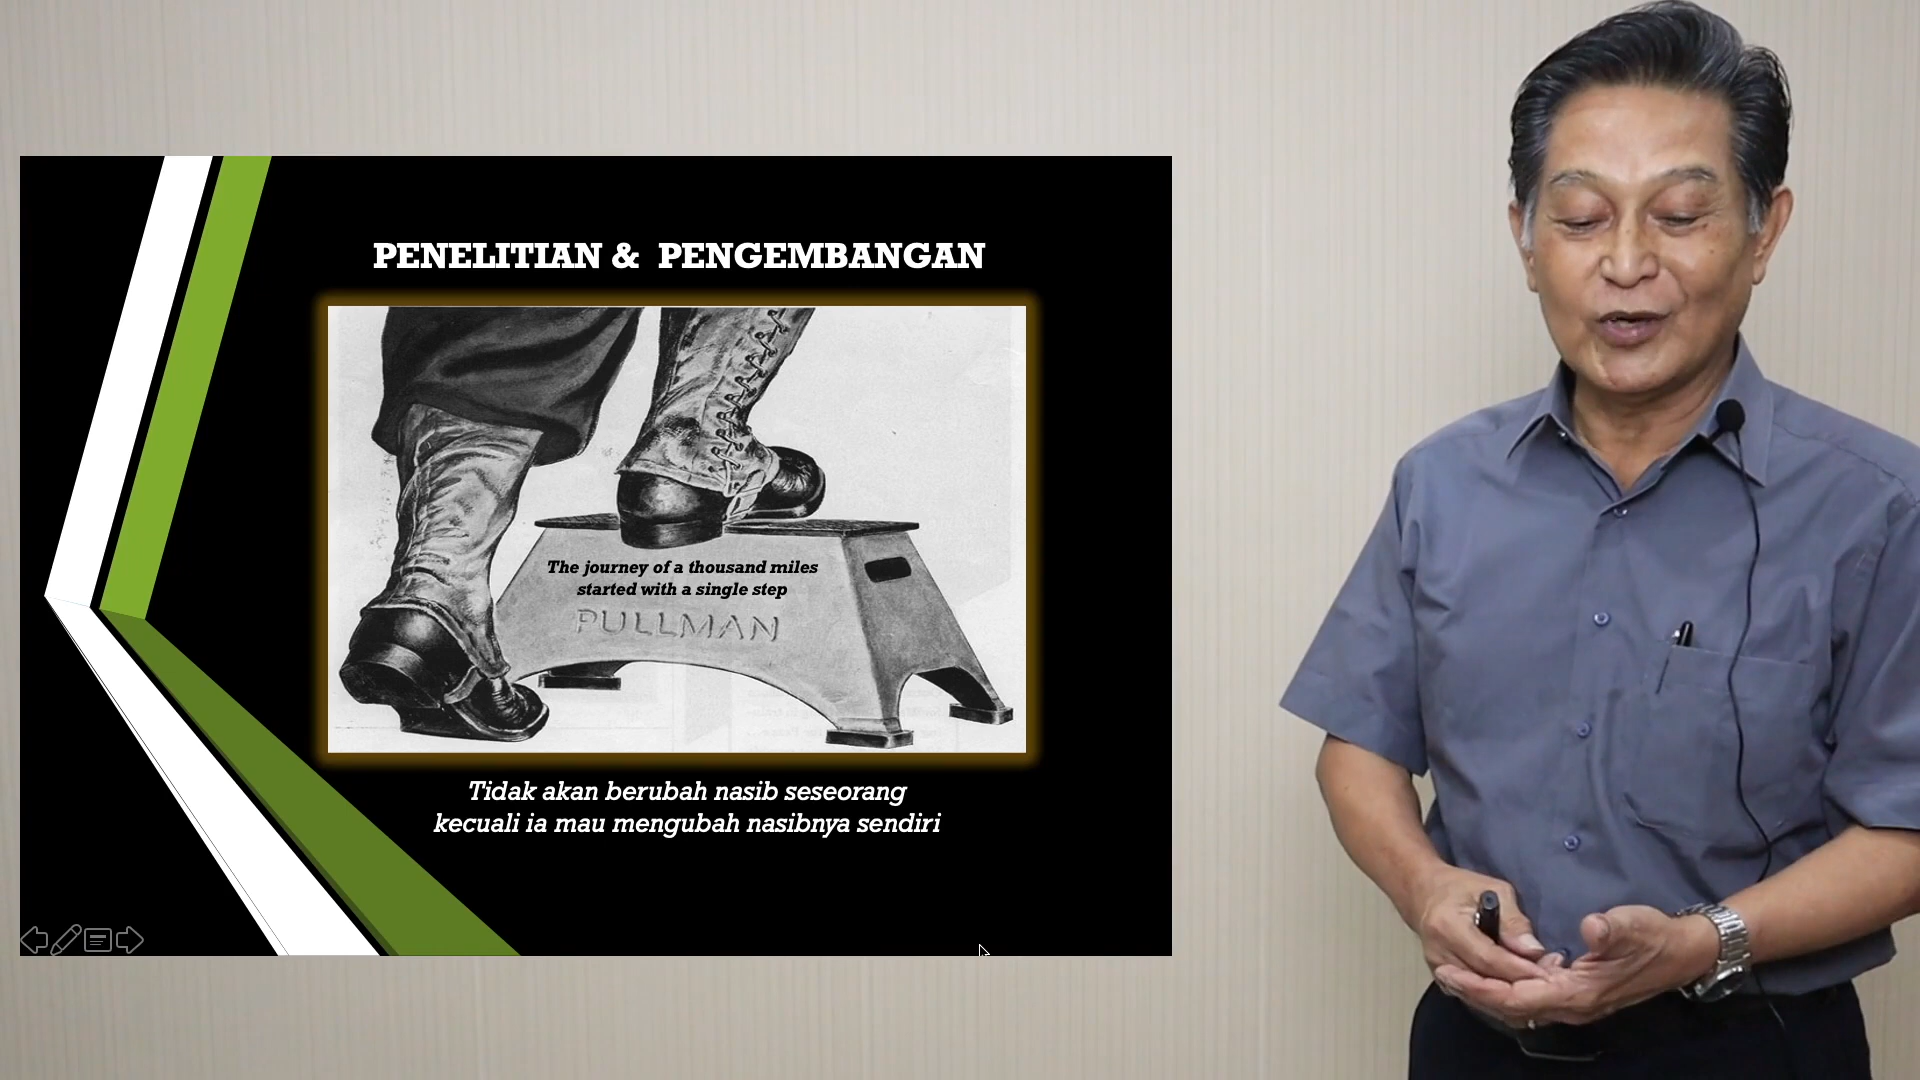 PENELITIAN & PENGEMBANGAN
The journey of a thousand miles
started with a single step
PULLMAN
Tidak akan berubah nasib seseorang
kecuali ia mau mengubah nasibnya sendiri